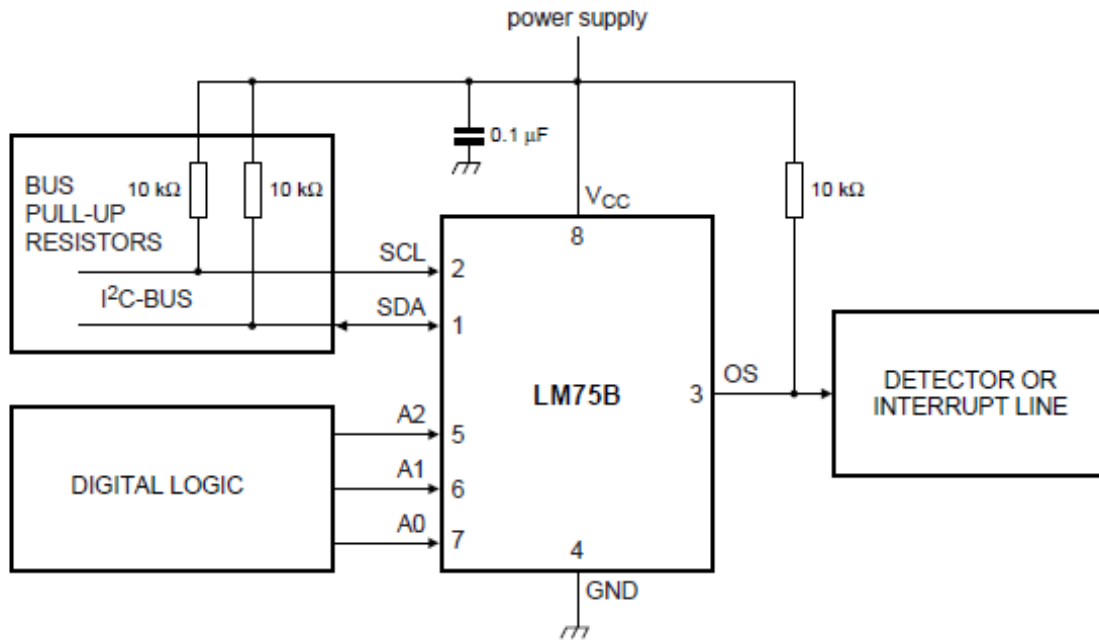 power supply
0.1 μF
BUS
PULL-UP
RESISTORS
10 kΩ
10 kΩ
10 kΩ
VCC
8
SCL
2
I²C-BUS
SDA
1
LM75B
3
OS
DETECTOR OR
INTERRUPT LINE
DIGITAL LOGIC
A2
5
A1
6
A0
7
4
GND